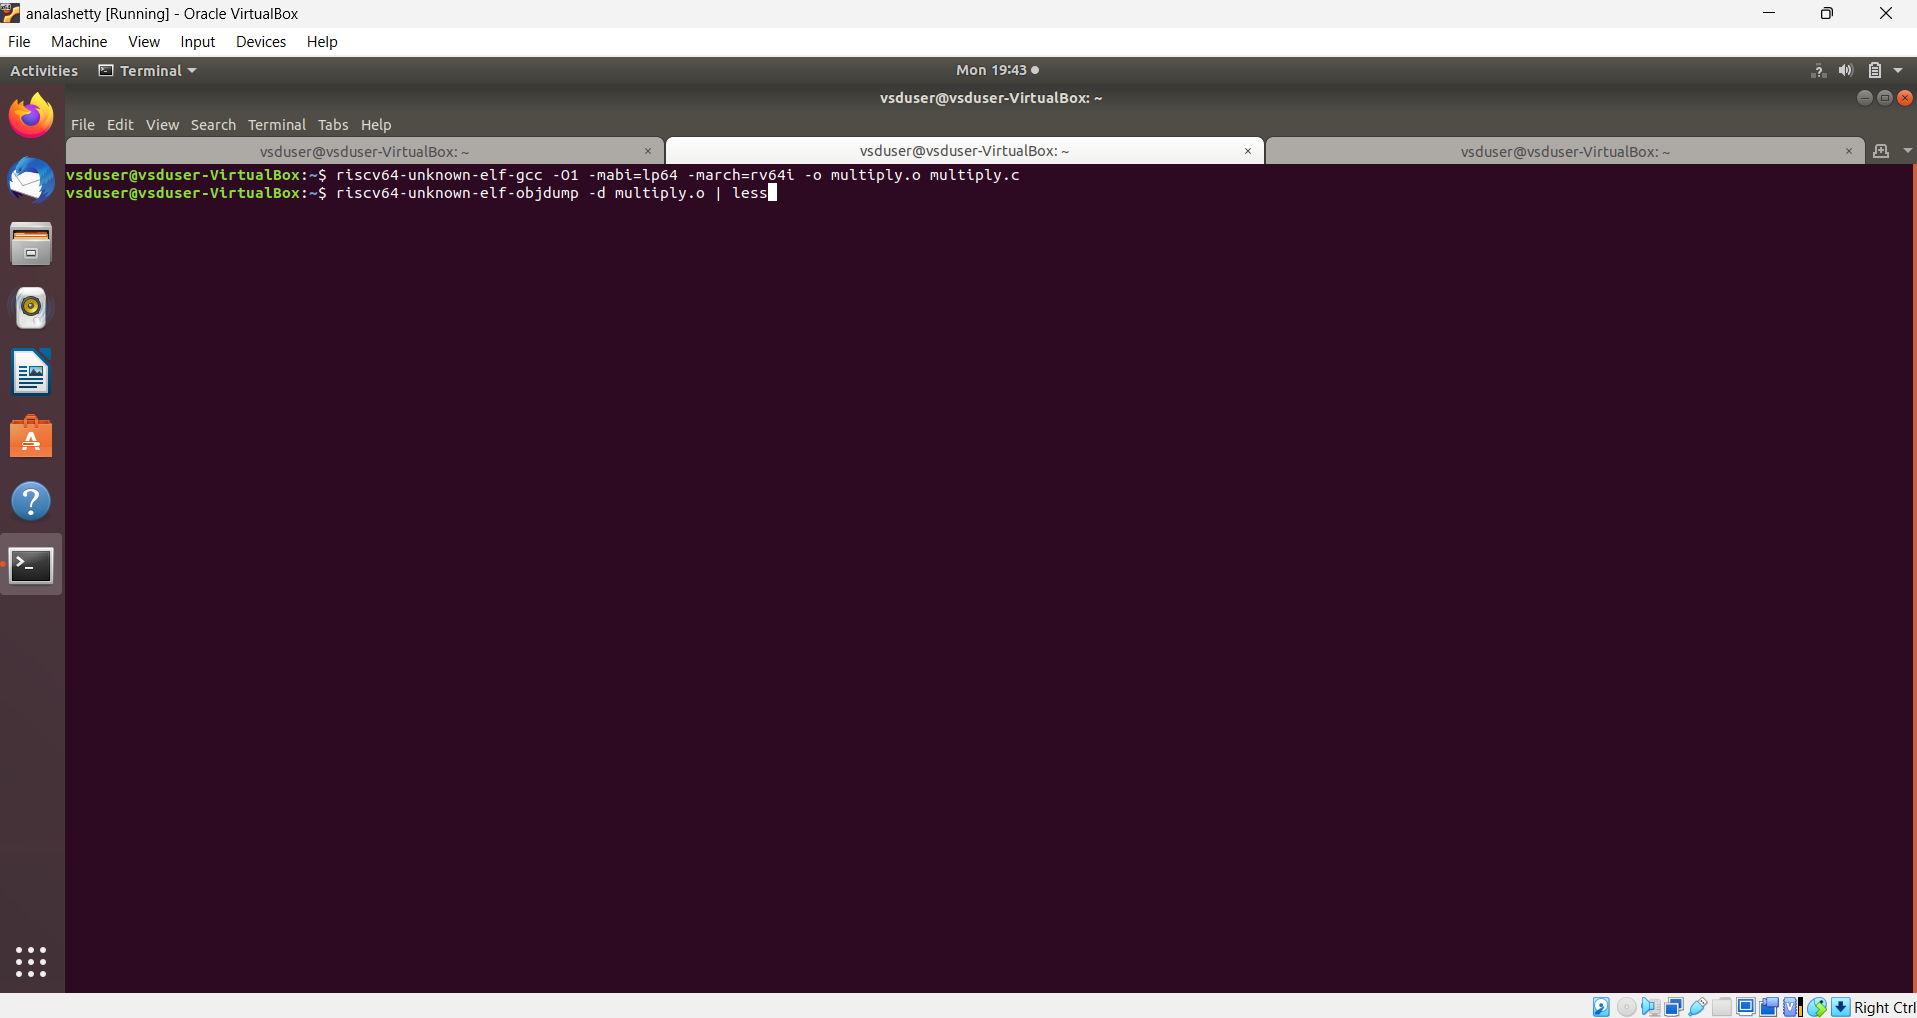 analashetty [Running] - Oracle VirtualBox
File Machine View Input Devices Help
Activities Terminal Mon 19:43
vsduser@vsduser-VirtualBox: ~
File Edit View Search Terminal Tabs Help
vsduser@vsduser-VirtualBox: ~ × vsduser@vsduser-VirtualBox: ~ × vsduser@vsduser-VirtualBox: ~ ×
vsduser@vsduser-VirtualBox:~$ riscv64-unknown-elf-gcc -O1 -mabi=lp64 -march=rv64i -o multiply.o multiply.c
vsduser@vsduser-VirtualBox:~$ riscv64-unknown-elf-objdump -d multiply.o | less
Right Ctrl